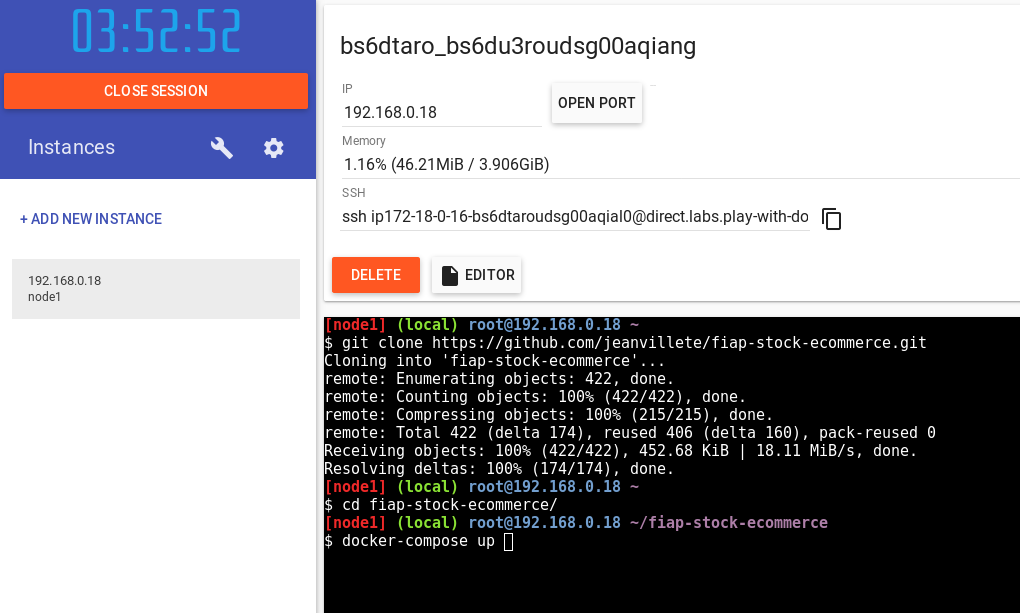 03:52:52
CLOSE SESSION
Instances
+ ADD NEW INSTANCE
192.168.0.18
node1
bs6dtaro_bs6du3roudsg00aqiang
IP
192.168.0.18
OPEN PORT
Memory
1.16% (46.21MiB / 3.906GiB)
SSH
ssh ip172-18-0-16-bs6dtaroudsg00aqial0@direct.labs.play-with-do
DELETE
EDITOR
[node1] (local) root@192.168.0.18 ~
$ git clone https://github.com/jeanvillete/fiap-stock-ecommerce.git
Cloning into 'fiap-stock-ecommerce'...
remote: Enumerating objects: 422, done.
remote: Counting objects: 100% (422/422), done.
remote: Compressing objects: 100% (215/215), done.
remote: Total 422 (delta 174), reused 406 (delta 160), pack-reused 0
Receiving objects: 100% (422/422), 452.68 KiB | 18.11 MiB/s, done.
Resolving deltas: 100% (174/174), done.
[node1] (local) root@192.168.0.18 ~
$ cd fiap-stock-ecommerce/
[node1] (local) root@192.168.0.18 ~/fiap-stock-ecommerce
$ docker-compose up